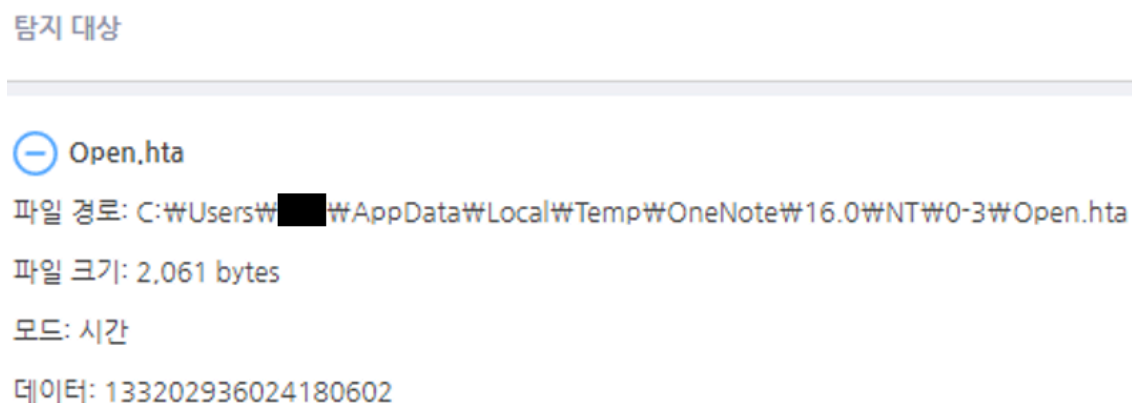 탐지 대상
Open.hta
파일 경로: C:₩Users₩ ₩AppData₩Local₩Temp₩OneNote₩16.0₩NT₩0-3₩Open.hta
파일 크기: 2,061 bytes
모드: 시간
데이터: 133202936024180602